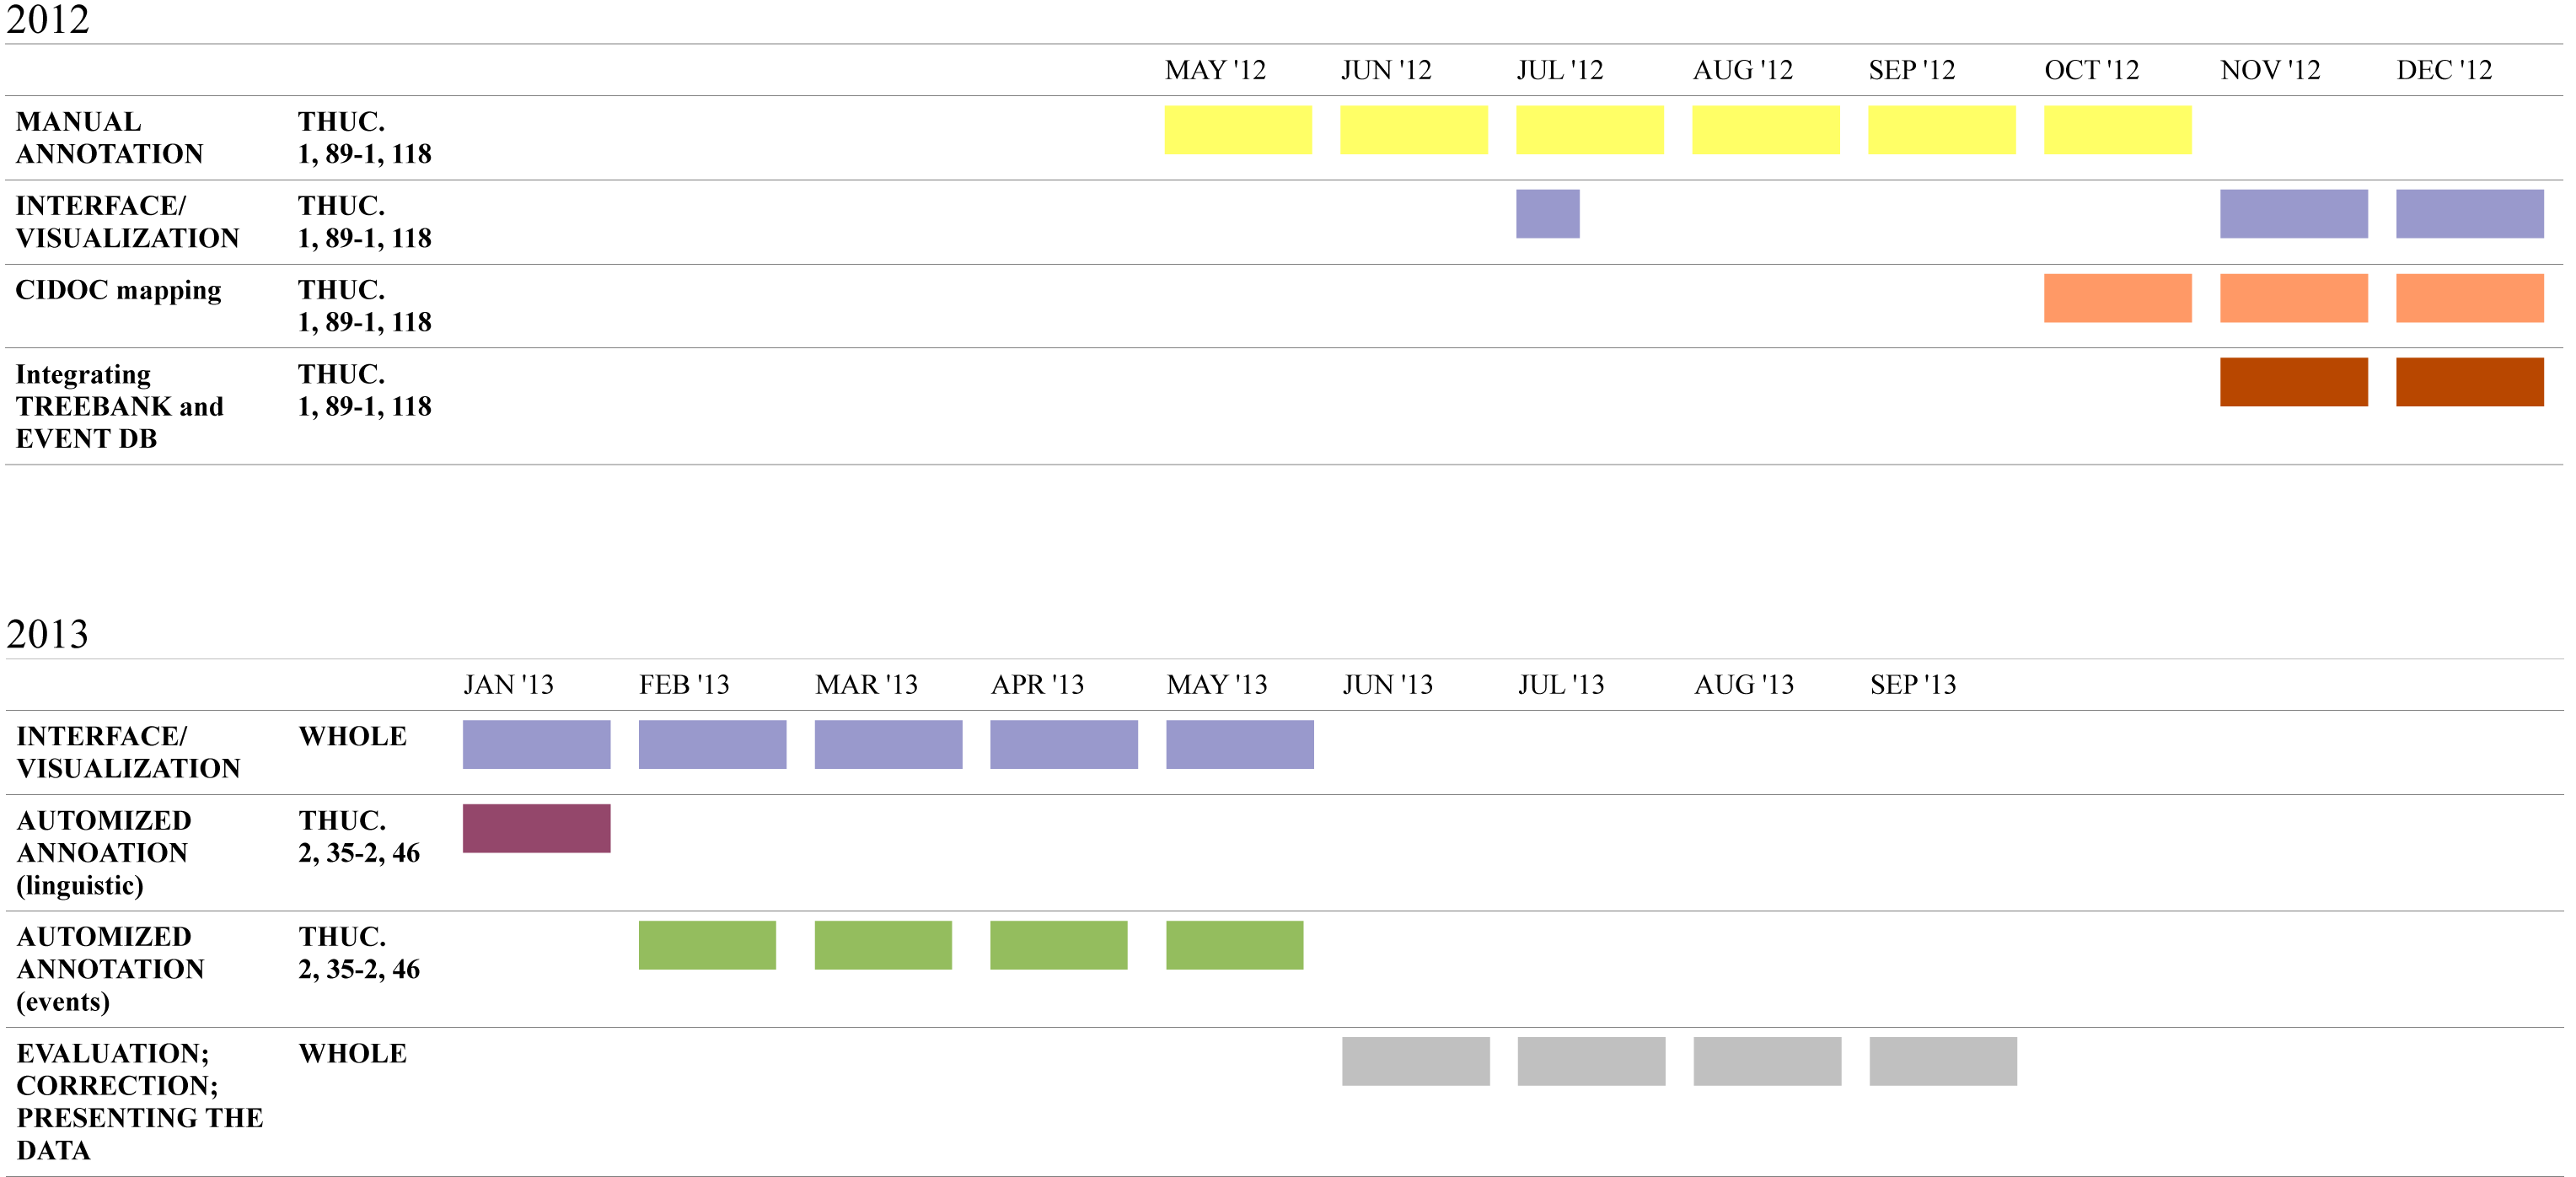 2012
MAY '12 JUN '12 JUL '12 AUG '12 SEP '12 OCT '12 NOV '12 DEC '12
MANUAL
ANNOTATION
THUC.
1, 89-1, 118
INTERFACE/
VISUALIZATION
THUC.
1, 89-1, 118
CIDOC mapping
THUC.
1, 89-1, 118
Integrating
TREEBANK and
EVENT DB
THUC.
1, 89-1, 118
2013
JAN '13 FEB '13 MAR '13 APR '13 MAY '13 JUN '13 JUL '13 AUG '13 SEP '13
INTERFACE/
VISUALIZATION
WHOLE
AUTOMIZED
ANNOATION
(linguistic)
THUC.
2, 35-2, 46
AUTOMIZED
ANNOTATION
(events)
THUC.
2, 35-2, 46
EVALUATION;
CORRECTION;
PRESENTING THE
DATA
WHOLE